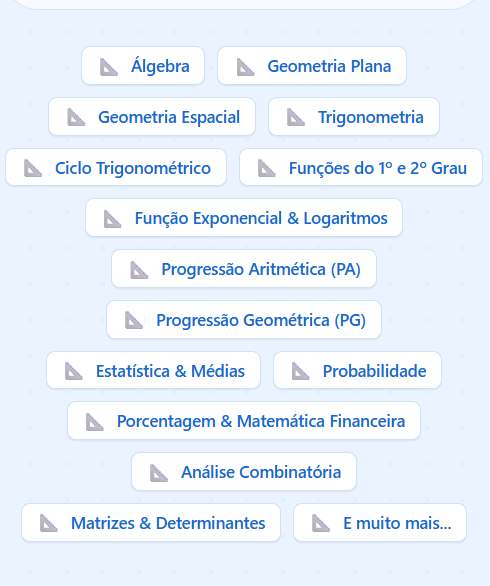 Álgebra
Geometria Plana
Geometria Espacial
Trigonometria
Ciclo Trigonométrico
Funções do 1º e 2º Grau
Função Exponencial & Logaritmos
Progressão Aritmética (PA)
Progressão Geométrica (PG)
Estatística & Médias
Probabilidade
Porcentagem & Matemática Financeira
Análise Combinatória
Matrizes & Determinantes
E muito mais...